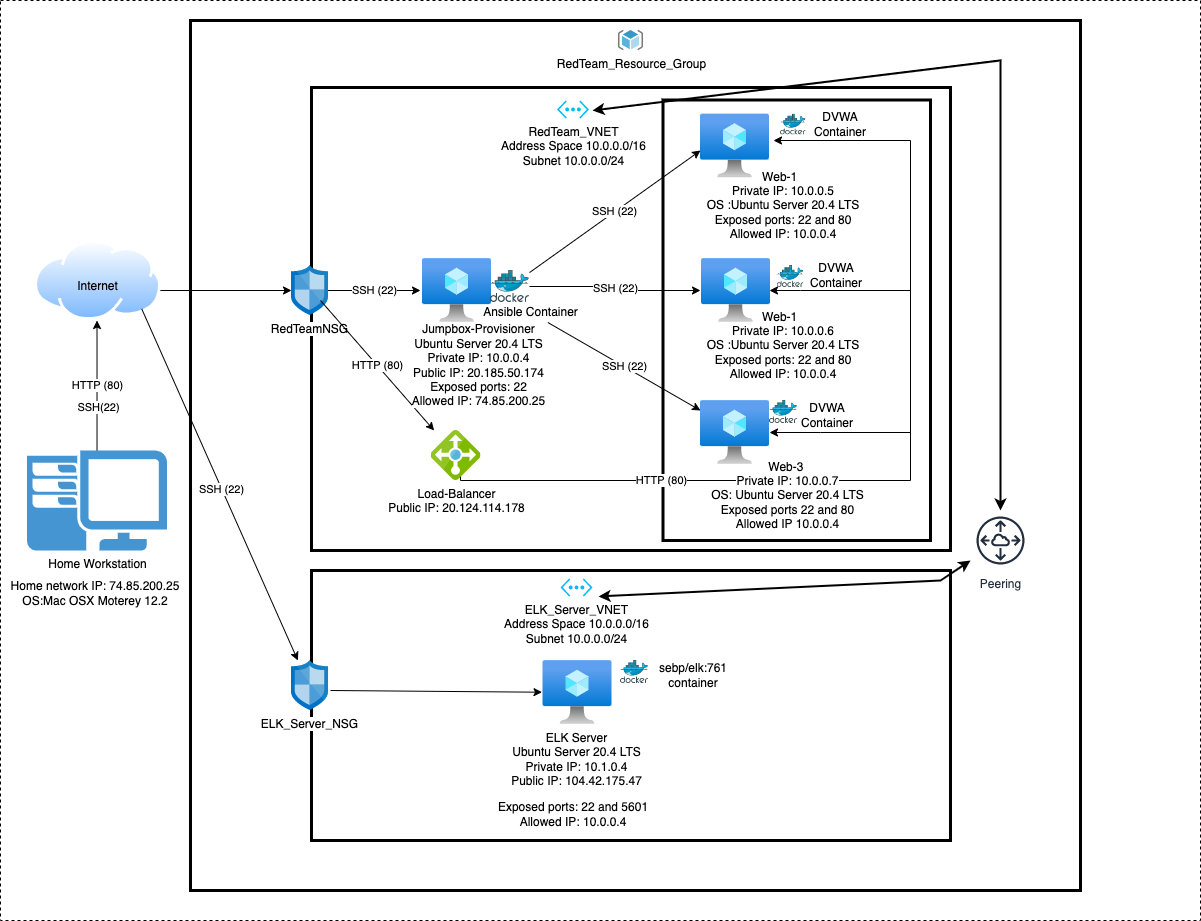 RedTeam_Resource_Group
RedTeam_VNET
Address Space 10.0.0.0/16
Subnet 10.0.0.0/24
docker
DVWA
Container
Web-1
Private IP: 10.0.0.5
OS :Ubuntu Server 20.4 LTS
Exposed ports: 22 and 80
Allowed IP: 10.0.0.4
SSH (22)
Internet
RedTeamNSG
SSH (22)
docker
Ansible Container
Jumpbox-Provisioner
Ubuntu Server 20.4 LTS
Private IP: 10.0.0.4
Public IP: 20.185.50.174
Exposed ports: 22
Allowed IP: 74.85.200.25
SSH (22)
docker
DVWA
Container
Web-1
Private IP: 10.0.0.6
OS :Ubuntu Server 20.4 LTS
Exposed ports: 22 and 80
Allowed IP: 10.0.0.4
HTTP (80)
SSH (22)
docker
DVWA
Container
Web-3
Private IP: 10.0.0.7
OS: Ubuntu Server 20.4 LTS
Exposed ports 22 and 80
Allowed IP 10.0.0.4
HTTP (80)
Load-Balancer
Public IP: 20.124.114.178
HTTP (80)
SSH(22)
SSH (22)
Home Workstation
Home network IP: 74.85.200.25
OS:Mac OSX Moterey 12.2
Peering
ELK_Server_VNET
Address Space 10.0.0.0/16
Subnet 10.0.0.0/24
ELK_Server_NSG
docker
sebp/elk:761
container
ELK Server
Ubuntu Server 20.4 LTS
Private IP: 10.1.0.4
Public IP: 104.42.175.47
Exposed ports: 22 and 5601
Allowed IP: 10.0.0.4